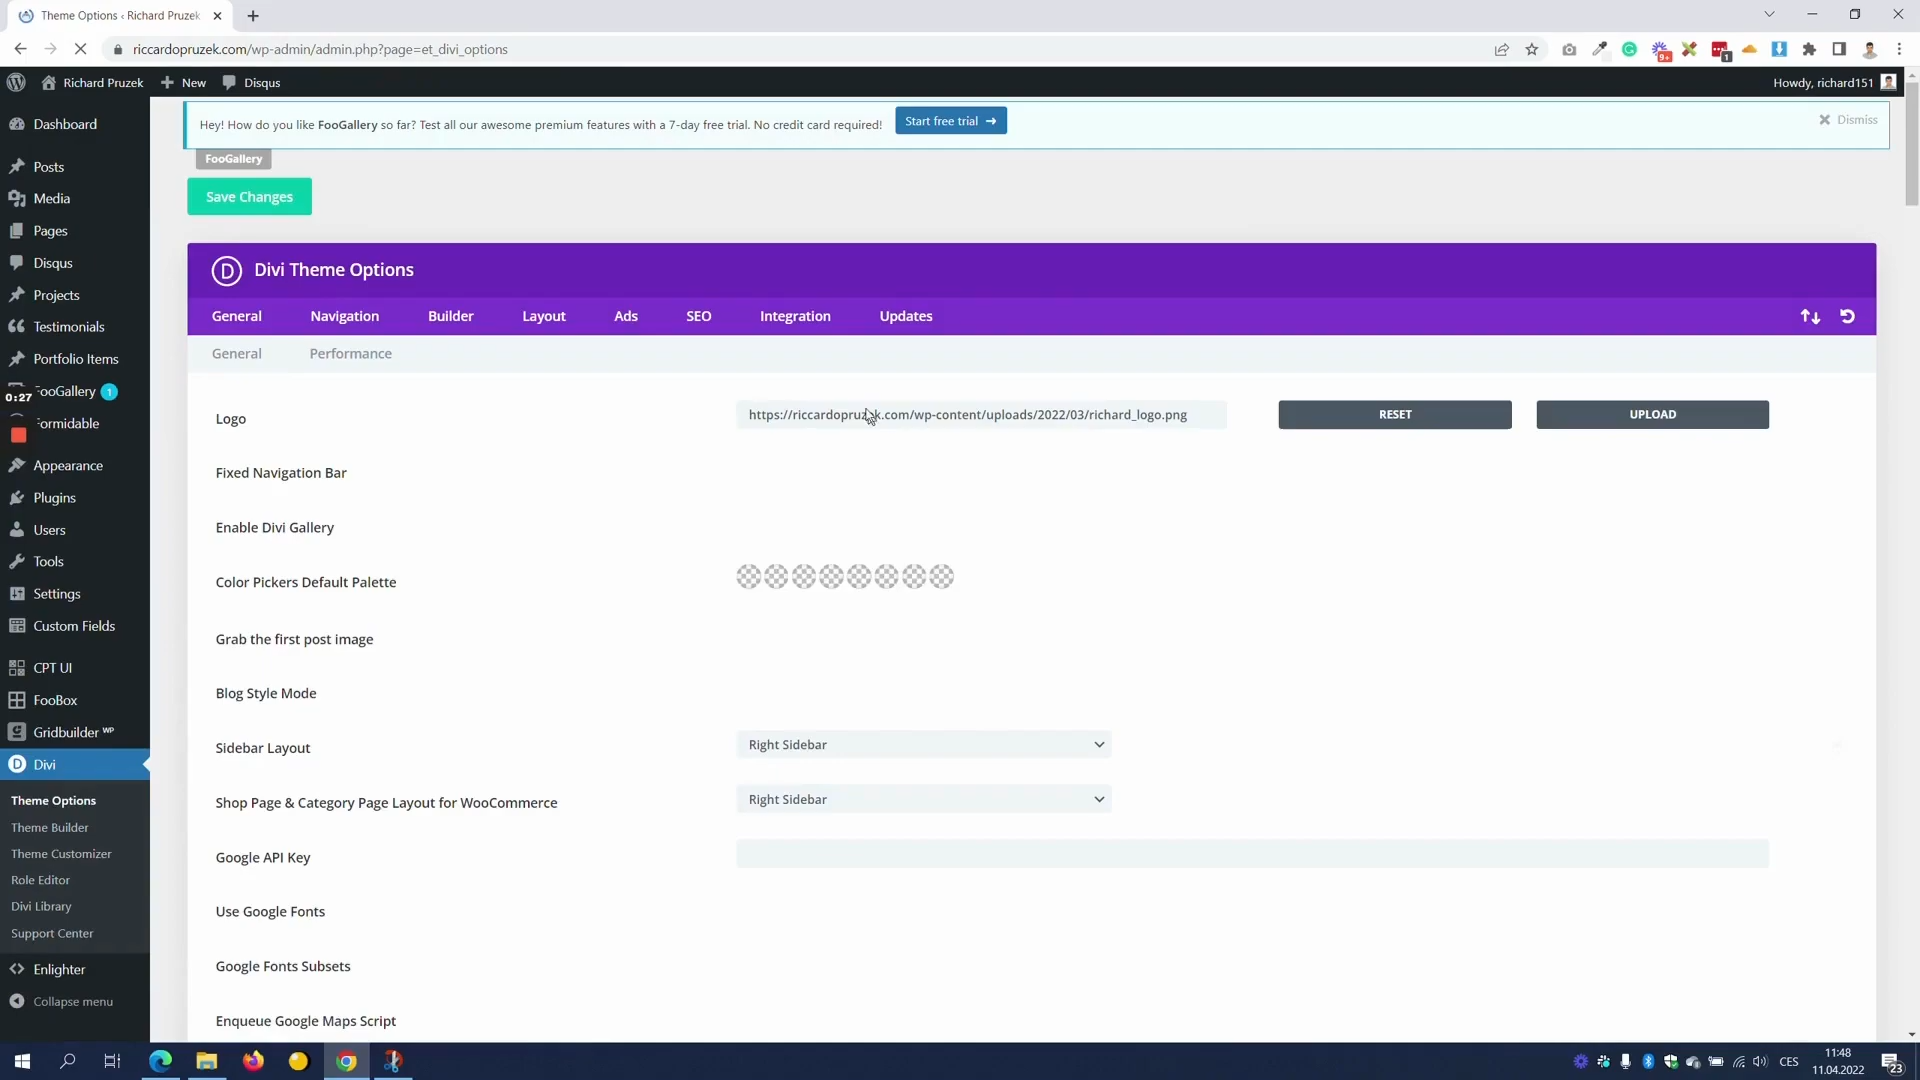 Theme Options ‹ Richard Pruzek
riccardopruzek.com/wp-admin/admin.php?page=et_divi_options
9+
1
Richard Pruzek
New
Disqus
Howdy, richard151
Dashboard
Posts
Media
Pages
Disqus
Projects
Testimonials
Portfolio Items
FooGallery 1
0:27
Formidable
Appearance
Plugins
Users
Tools
Settings
Custom Fields
CPT UI
FooBox
Gridbuilder WP
Divi
Theme Options
Theme Builder
Theme Customizer
Role Editor
Divi Library
Support Center
Enlighter
Collapse menu
Hey! How do you like FooGallery so far? Test all our awesome premium features with a 7-day free trial. No credit card required!
Start free trial ➜
Dismiss
FooGallery
Save Changes
D Divi Theme Options
General Navigation Builder Layout Ads SEO Integration Updates
General Performance
Logo
https://riccardopruzek.com/wp-content/uploads/2022/03/richard_logo.png
RESET
UPLOAD
Fixed Navigation Bar
Enable Divi Gallery
Color Pickers Default Palette
Grab the first post image
Blog Style Mode
Sidebar Layout
Right Sidebar
Shop Page & Category Page Layout for WooCommerce
Right Sidebar
Google API Key
Use Google Fonts
Google Fonts Subsets
Enqueue Google Maps Script
CES
11:48
11.04.2022
23